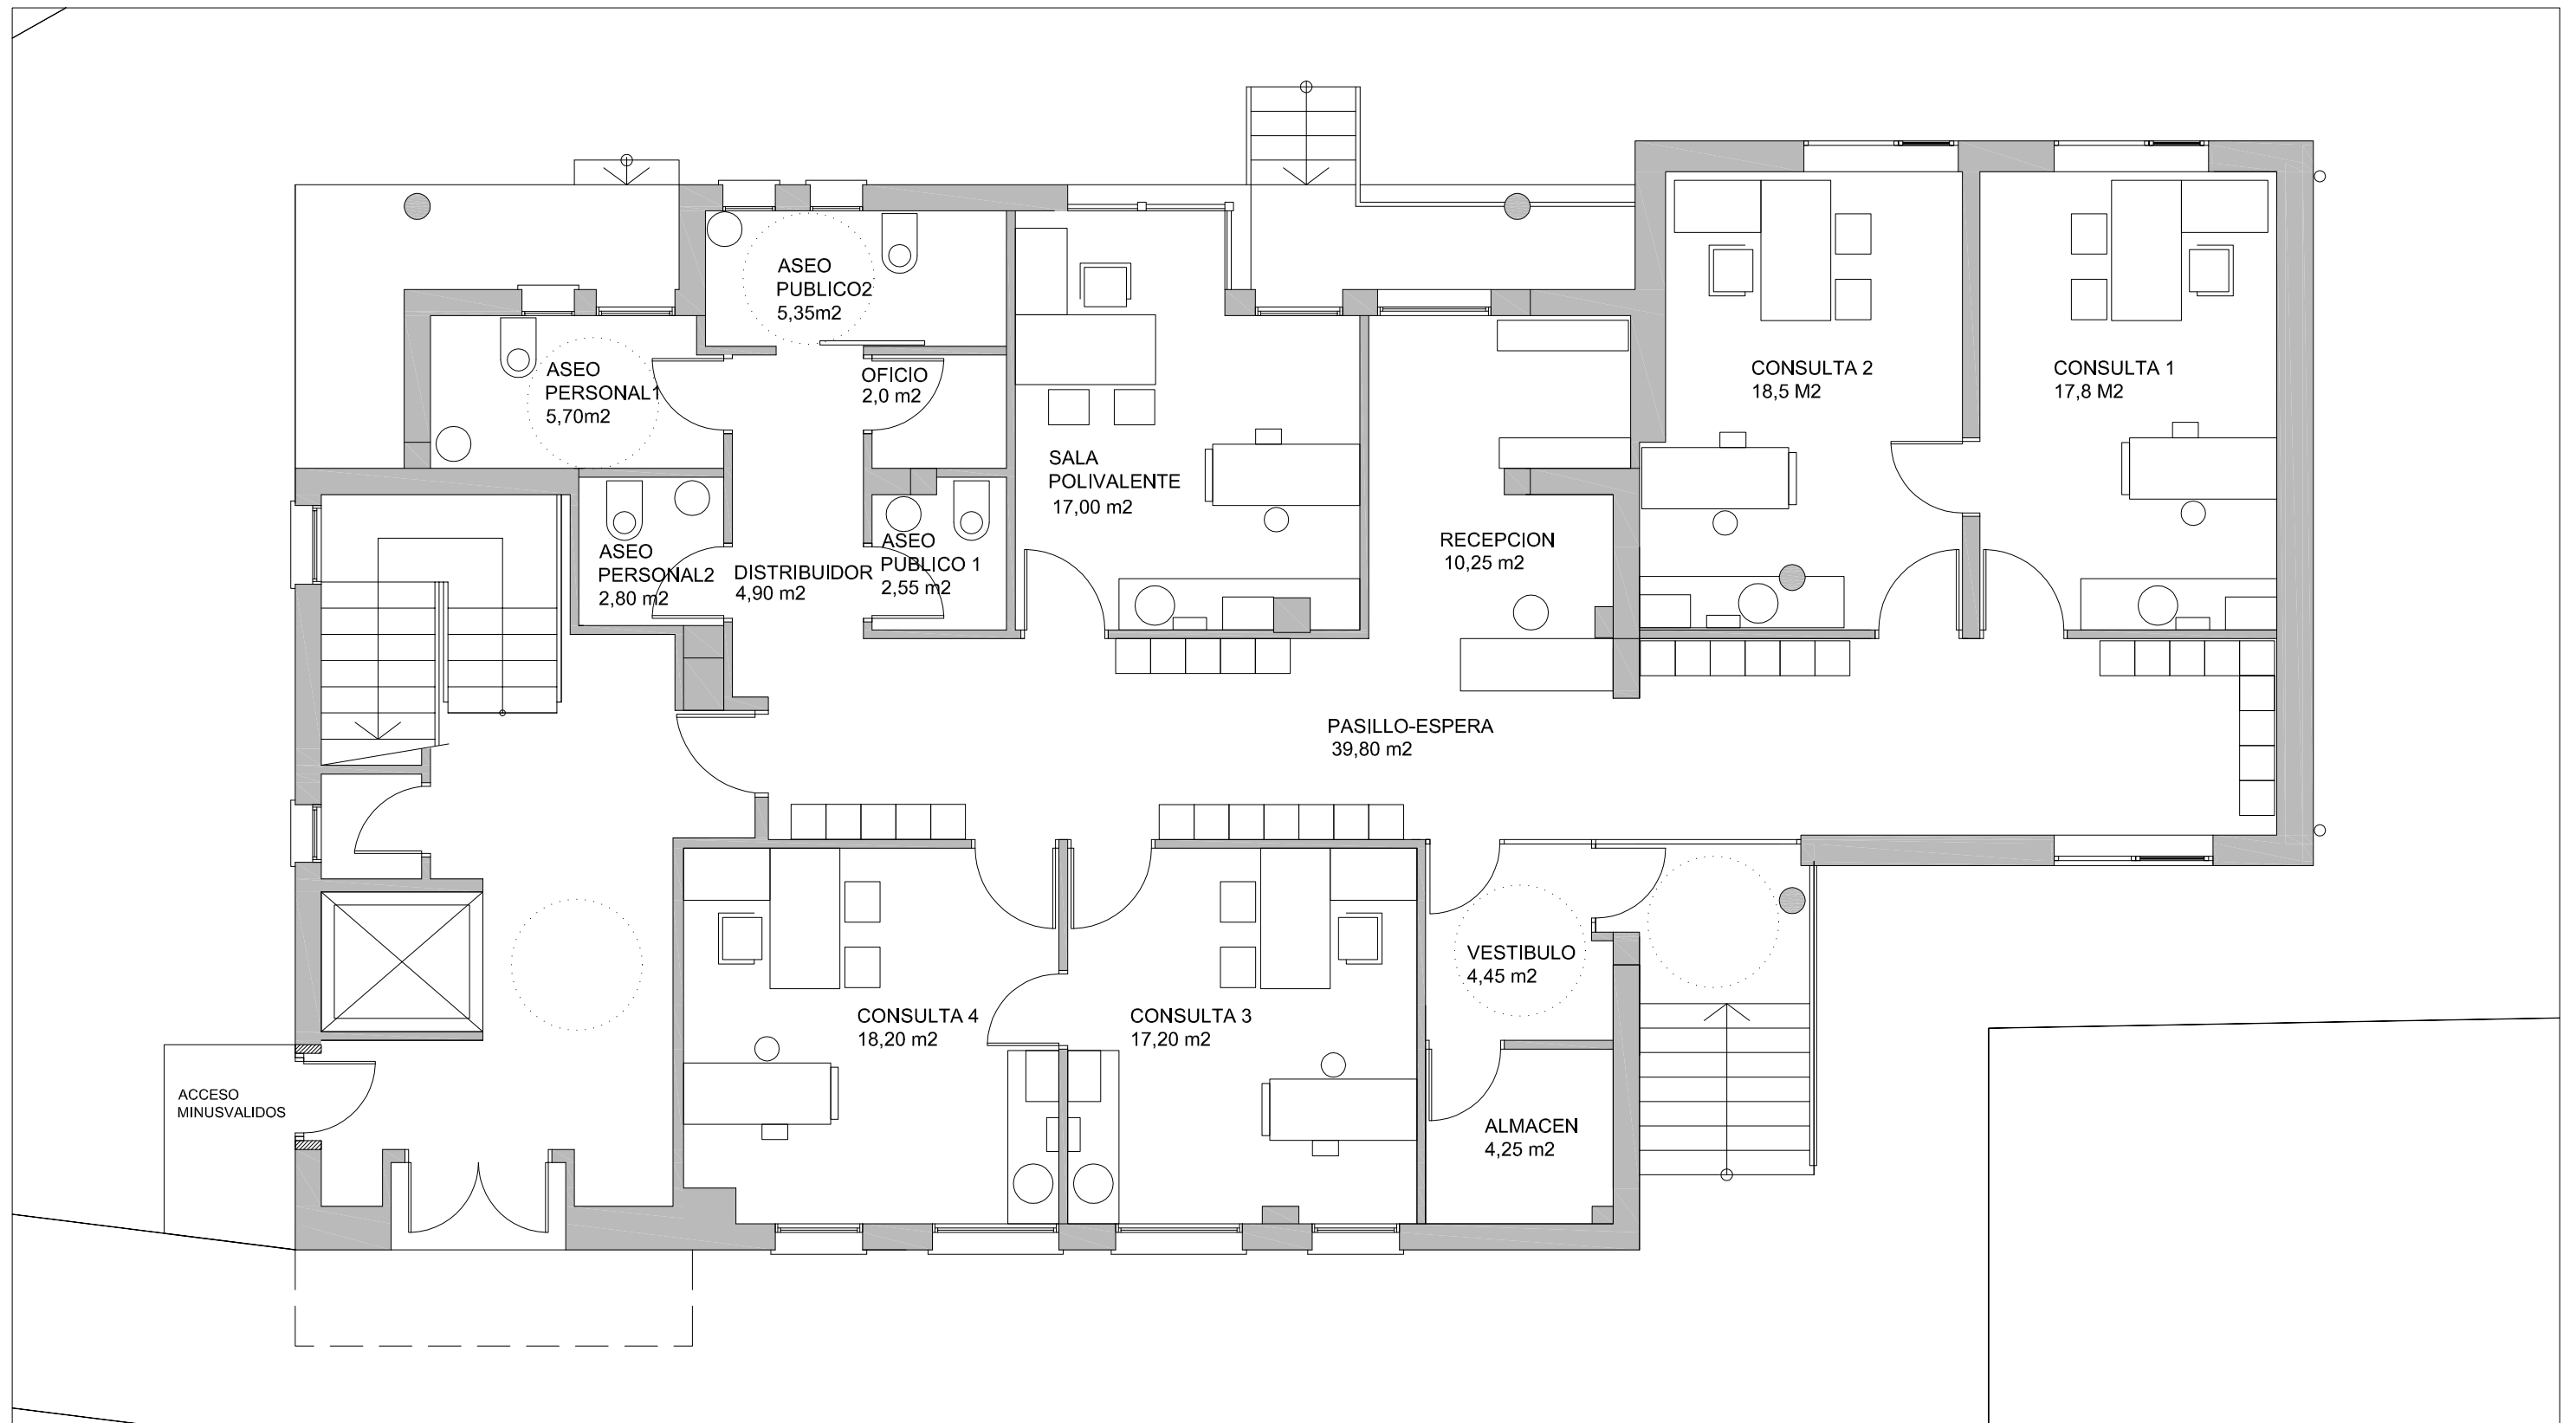 ASEO
PUBLICO2
5,35m2
ASEO
PERSONAL1
5,70m2
OFICIO
2,0 m2
CONSULTA 2
18,5 M2
CONSULTA 1
17,8 M2
SALA
POLIVALENTE
17,00 m2
ASEO
PERSONAL2
2,80 m2
DISTRIBUIDOR
4,90 m2
ASEO
PUBLICO 1
2,55 m2
RECEPCION
10,25 m2
PASILLO-ESPERA
39,80 m2
VESTIBULO
4,45 m2
CONSULTA 4
18,20 m2
CONSULTA 3
17,20 m2
ACCESO
MINUSVALIDOS
ALMACEN
4,25 m2